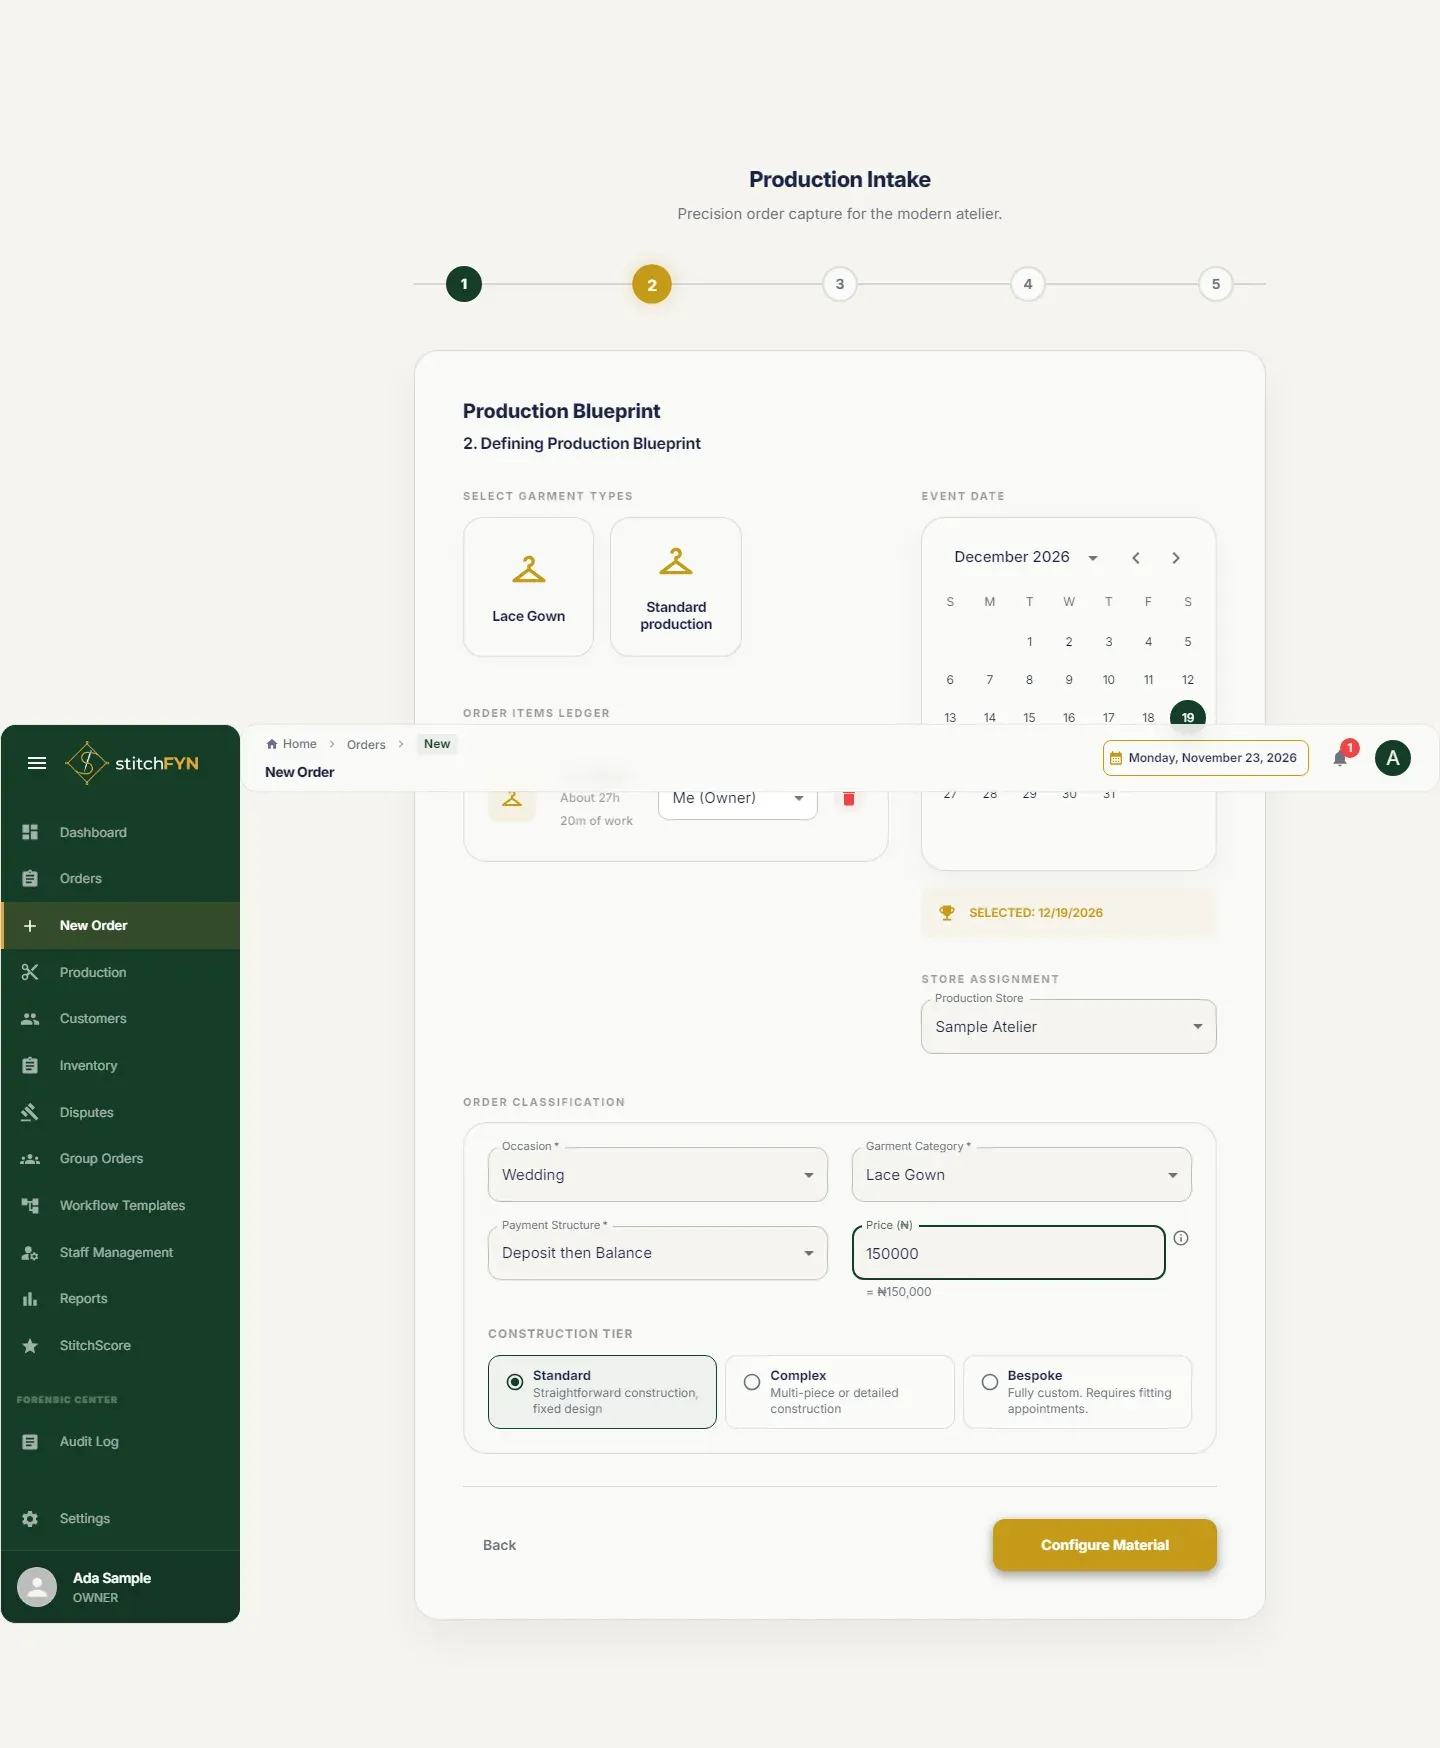 Production Intake
Precision order capture for the modern atelier.
1
2
3
4
5
Production Blueprint
2. Defining Production Blueprint
SELECT GARMENT TYPES
Lace Gown
Standard
production
EVENT DATE
December 2026
S M T W T F S
1 2 3 4 5
6 7 8 9 10 11 12
13 14 15 16 17 18 19
27 28 29 30 31
ORDER ITEMS LEDGER
About 27h
20m of work
Me (Owner)
SELECTED: 12/19/2026
STORE ASSIGNMENT
Production Store
Sample Atelier
ORDER CLASSIFICATION
Occasion *
Wedding
Garment Category *
Lace Gown
Payment Structure *
Deposit then Balance
Price (₦)
150000
= ₦150,000
CONSTRUCTION TIER
Standard
Straightforward construction,
fixed design
Complex
Multi-piece or detailed
construction
Bespoke
Fully custom. Requires fitting
appointments.
Back
Configure Material
Home
Orders
New
New Order
Monday, November 23, 2026
1
A
stitchFYN
Dashboard
Orders
New Order
Production
Customers
Inventory
Disputes
Group Orders
Workflow Templates
Staff Management
Reports
StitchScore
FORENSIC CENTER
Audit Log
Settings
Ada Sample
OWNER